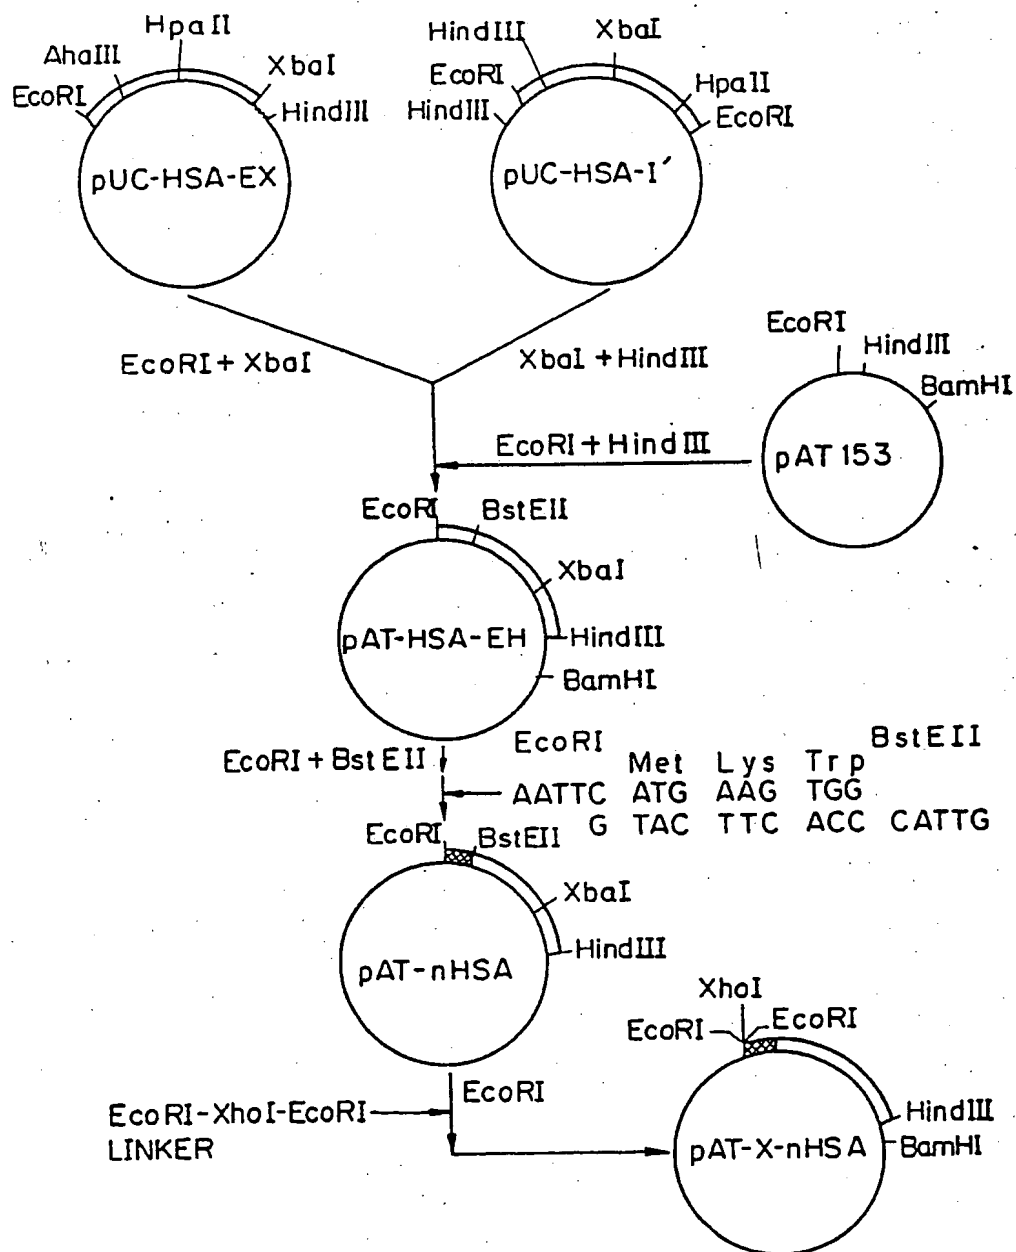 HpaII
AhaIII
XbaI
EcoRI
HindIII
pUC-HSA-EX
HindIII
XbaI
EcoRI
HpaII
HindIII
EcoRI
pUC-HSA-I′
EcoRI + XbaI
XbaI + HindIII
EcoRI
HindIII
BamHI
pAT 153
EcoRI + HindIII
EcoRI
BstEII
XbaI
pAT-HSA-EH
HindIII
BamHI
EcoRI + BstEII
EcoRI
BstEII
Met Lys Trp
AATTC ATG AAG TGG
G TAC TTC ACC CATTG
EcoRI
BstEII
XbaI
HindIII
pAT-nHSA
XhoI
EcoRI
EcoRI
EcoRI
EcoRI-XhoI-EcoRI
LINKER
HindIII
BamHI
pAT-X-nHSA